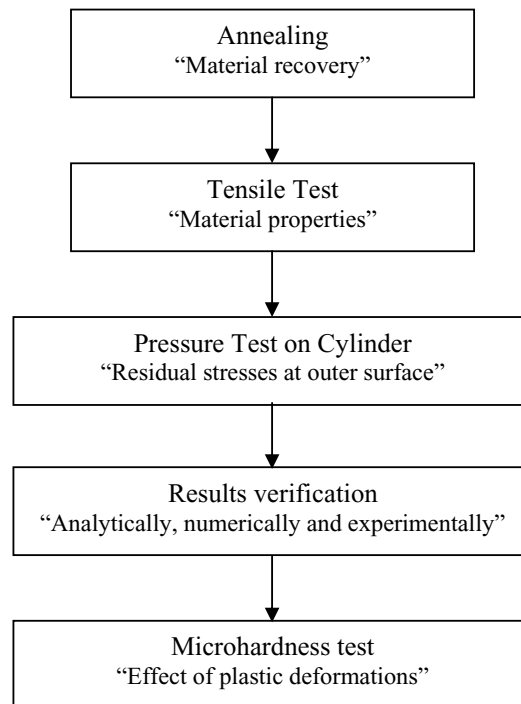 Annealing
“Material recovery”
Tensile Test
“Material properties”
Pressure Test on Cylinder
“Residual stresses at outer surface”
Results verification
“Analytically, numerically and experimentally”
Microhardness test
“Effect of plastic deformations”